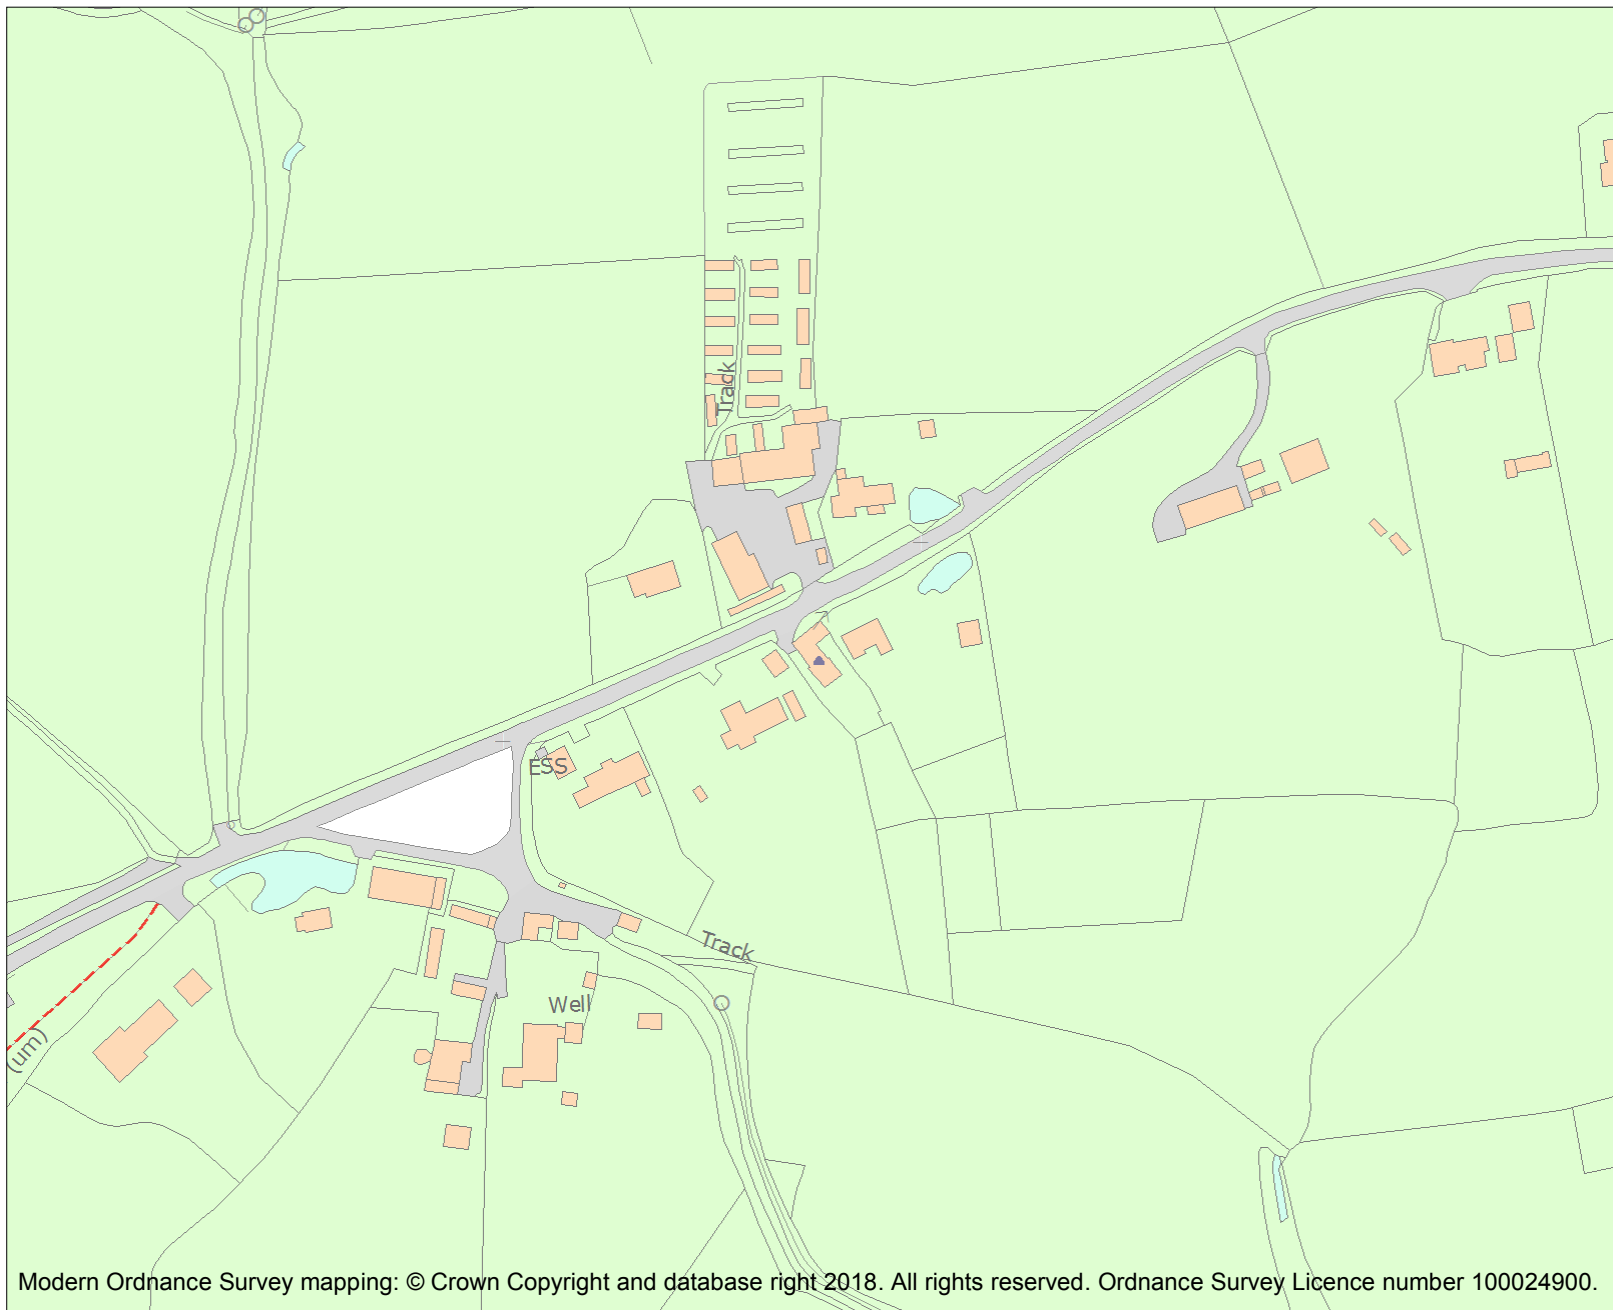 Track
ESS
Track
Well
(um)
Modern Ordnance Survey mapping: © Crown Copyright and database right 2018. All rights reserved. Ordnance Survey Licence number 100024900.